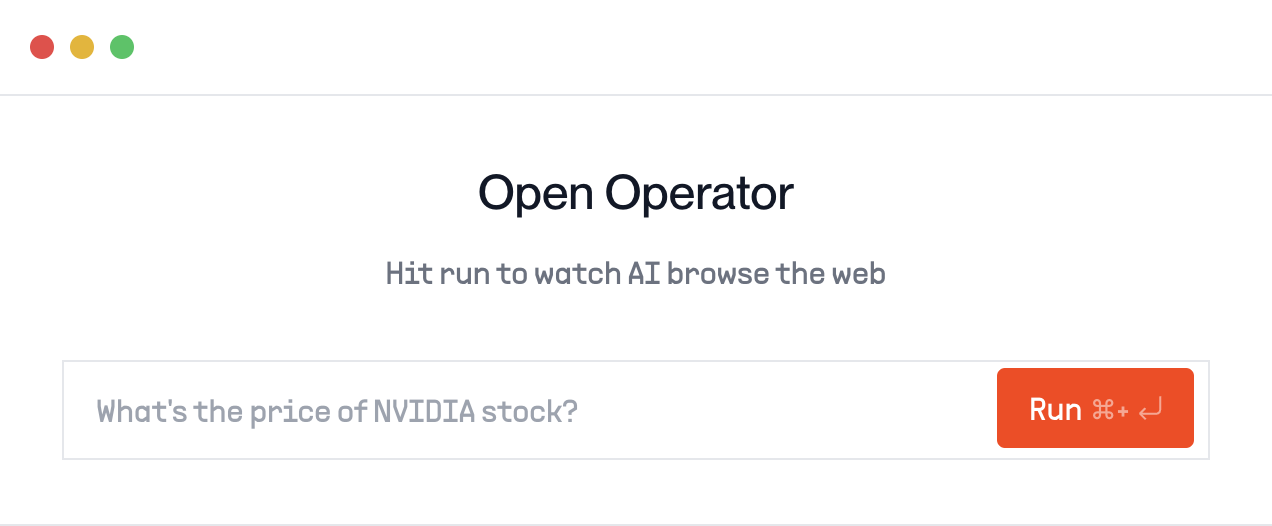 Open Operator
Hit run to watch AI browse the web
What's the price of NVIDIA stock?
Run ⌘+ ↵